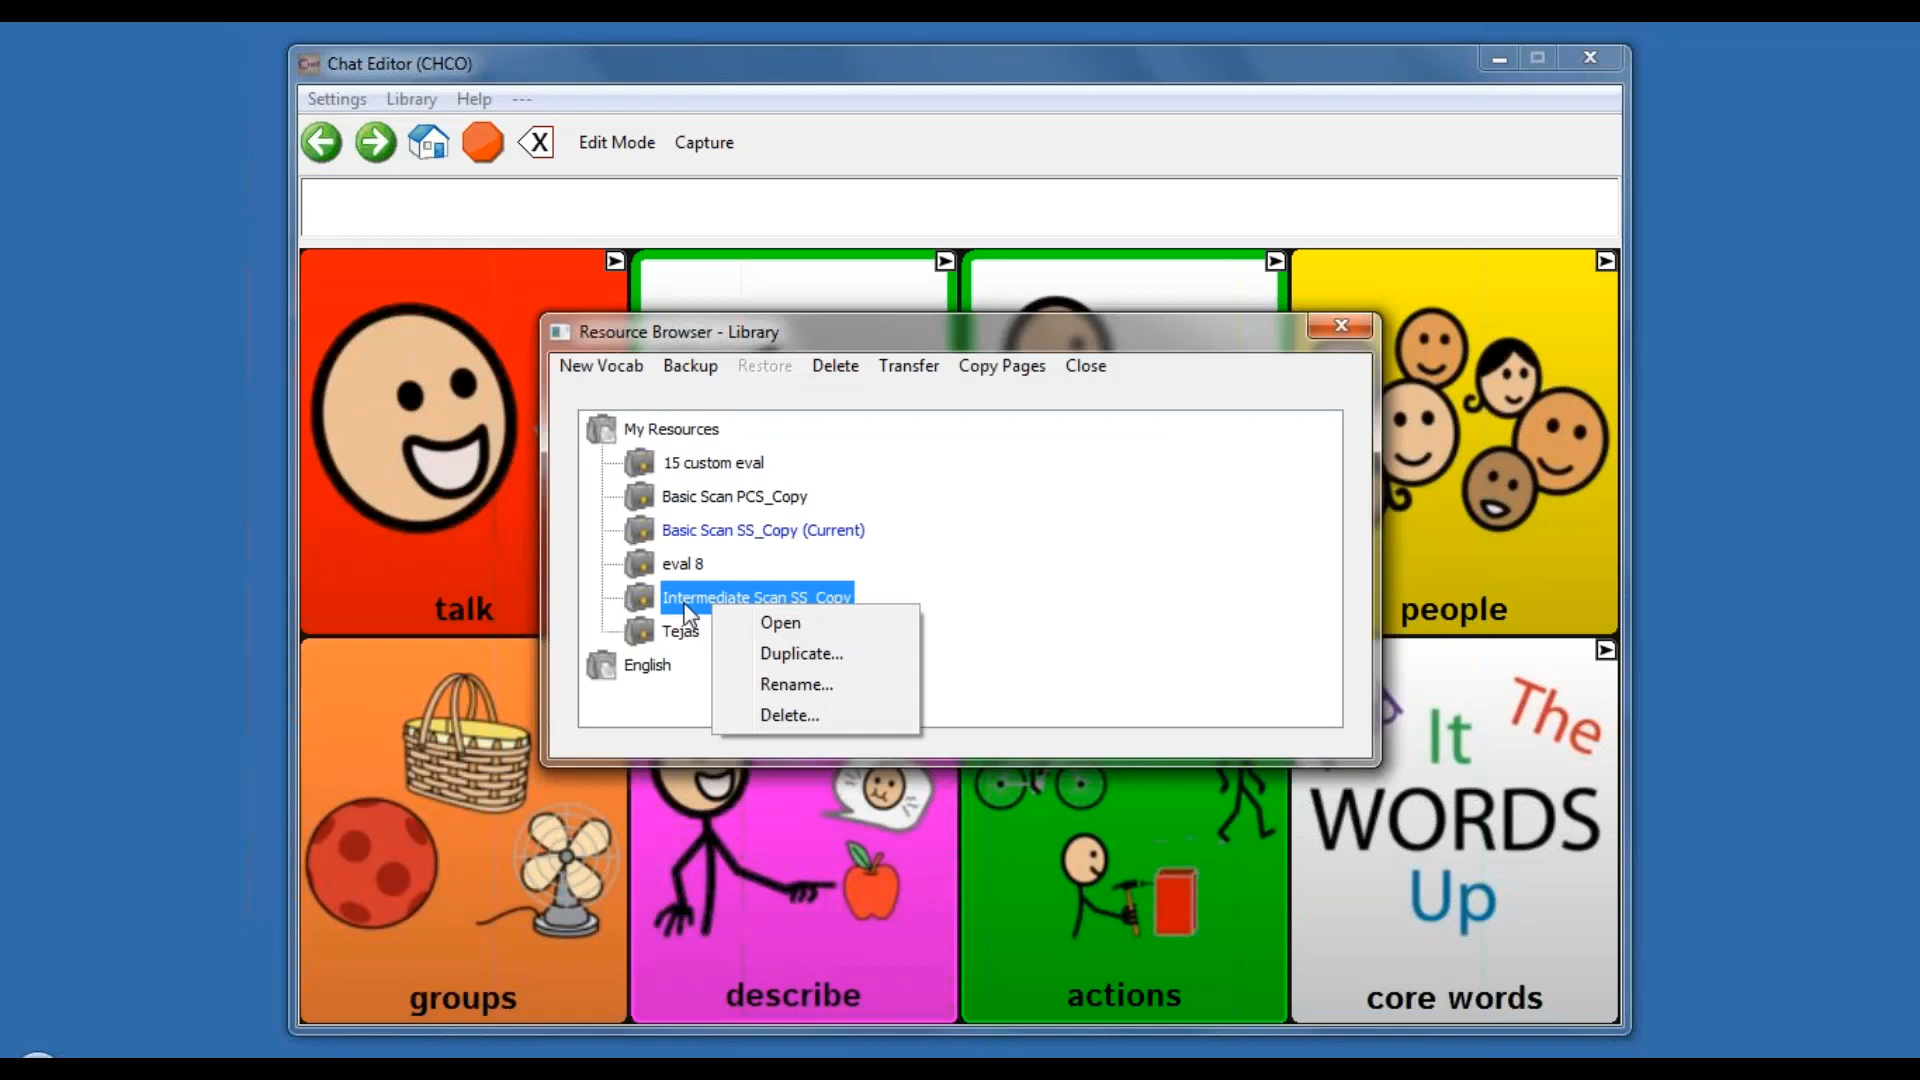 Chat Editor (CHCO)
Settings Library Help ---
X Edit Mode Capture
Resource Browser - Library
New Vocab Backup Restore Delete Transfer Copy Pages Close
My Resources
15 custom eval
Basic Scan PCS_Copy
Basic Scan SS_Copy (Current)
eval 8
Intermediate Scan SS_Copy
Tejas
English
Open
Duplicate...
Rename...
Delete...
talk
people
It The
WORDS
Up
groups
describe
actions
core words